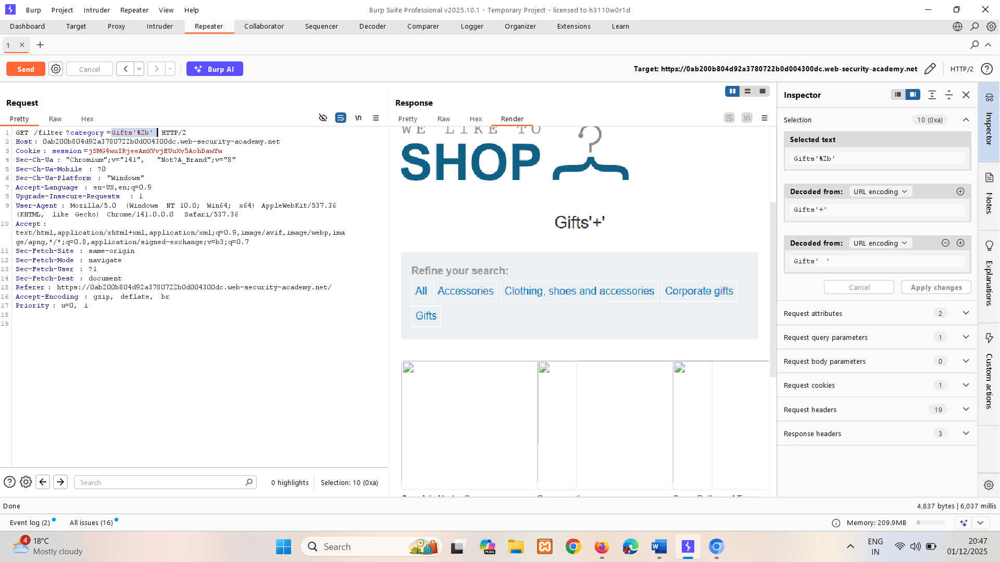 Burp Project Intruder Repeater View Help
Burp Suite Professional v2025.10.1 - Temporary Project - licensed to h3110w0r1d
Dashboard Target Proxy Intruder Repeater Collaborator Sequencer Decoder Comparer Logger Organizer Extensions Learn
1
Send Cancel Burp AI
Target: https://0ab200b804d92a3780722b0d004300dc.web-security-academy.net HTTP/2
Request
Pretty Raw Hex \n
1 GET /filter?category=Gifts'%2b' HTTP/2
2 Host: 0ab200b804d92a3780722b0d004300dc.web-security-academy.net
3 Cookie: session=jSMG4wuIRjeeAmXVvjEUuXv5AohDawYw
4 Sec-Ch-Ua: "Chromium";v="141", "Not?A_Brand";v="8"
5 Sec-Ch-Ua-Mobile: ?0
6 Sec-Ch-Ua-Platform: "Windows"
7 Accept-Language: en-US,en;q=0.9
8 Upgrade-Insecure-Requests: 1
9 User-Agent: Mozilla/5.0 (Windows NT 10.0; Win64; x64) AppleWebKit/537.36
(KHTML, like Gecko) Chrome/141.0.0.0 Safari/537.36
10 Accept:
text/html,application/xhtml+xml,application/xml;q=0.9,image/avif,image/webp,ima
ge/apng,*/*;q=0.8,application/signed-exchange;v=b3;q=0.7
11 Sec-Fetch-Site: same-origin
12 Sec-Fetch-Mode: navigate
13 Sec-Fetch-User: ?1
14 Sec-Fetch-Dest: document
15 Referer: https://0ab200b804d92a3780722b0d004300dc.web-security-academy.net/
16 Accept-Encoding: gzip, deflate, br
17 Priority: u=0, i
18
19
Search 0 highlights Selection: 10 (0xa)
Response
Pretty Raw Hex Render \n
WE LIKE TO
SHOP
Gifts'+'
Refine your search:
All Accessories Clothing, shoes and accessories Corporate gifts
Gifts
Inspector
Selection 10 (0xa)
Selected text
Gifts'%2b'
Decoded from: URL encoding
Gifts'+'
Decoded from: URL encoding
Gifts' '
Cancel Apply changes
Request attributes 2
Request query parameters 1
Request body parameters 0
Request cookies 1
Request headers 19
Response headers 3
Inspector
Notes
Explanations
Custom actions
Done
4,837 bytes | 6,037 millis
Event log (2) All issues (16)
Memory: 209.9MB
4 18°C
Mostly cloudy
Search
M365
ENG
IN
20:47
01/12/2025